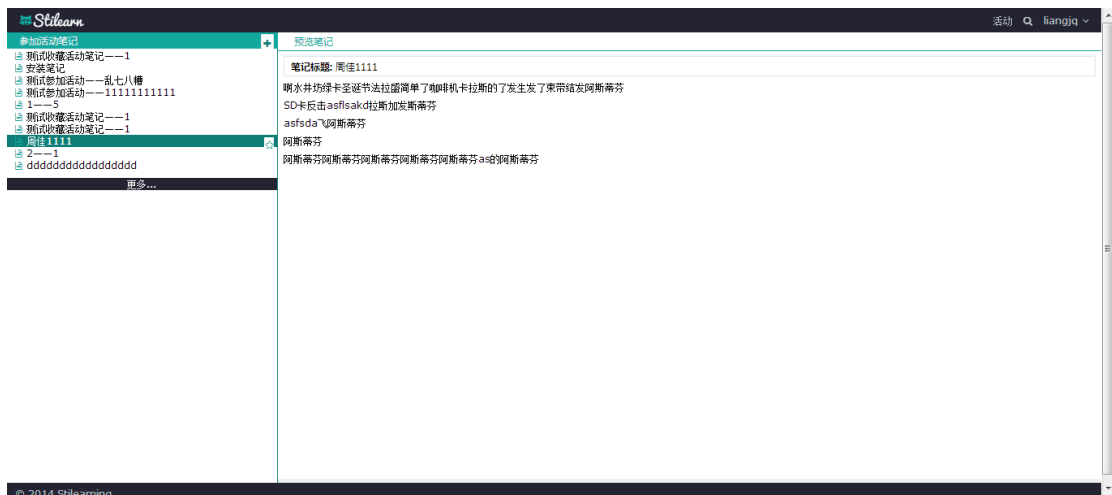 Stilearn
活动 liangjq
参加活动笔记
测试收藏活动笔记——1
安装笔记
测试参加活动——乱七八糟
测试参加活动——11111111111
1——5
测试收藏活动笔记——1
测试收藏活动笔记——1
周佳1111
2——1
ddddddddddddddddd
更多...
预览笔记
笔记标题: 周佳1111
啊水井坊绿卡圣诞节法拉盛简单了咖啡机卡拉斯的了发生发了束带结发阿斯蒂芬
SD卡反击asflsakd拉斯加发斯蒂芬
asfsda飞阿斯蒂芬
阿斯蒂芬
阿斯蒂芬阿斯蒂芬阿斯蒂芬阿斯蒂芬阿斯蒂芬as的阿斯蒂芬
© 2014 Stilearning